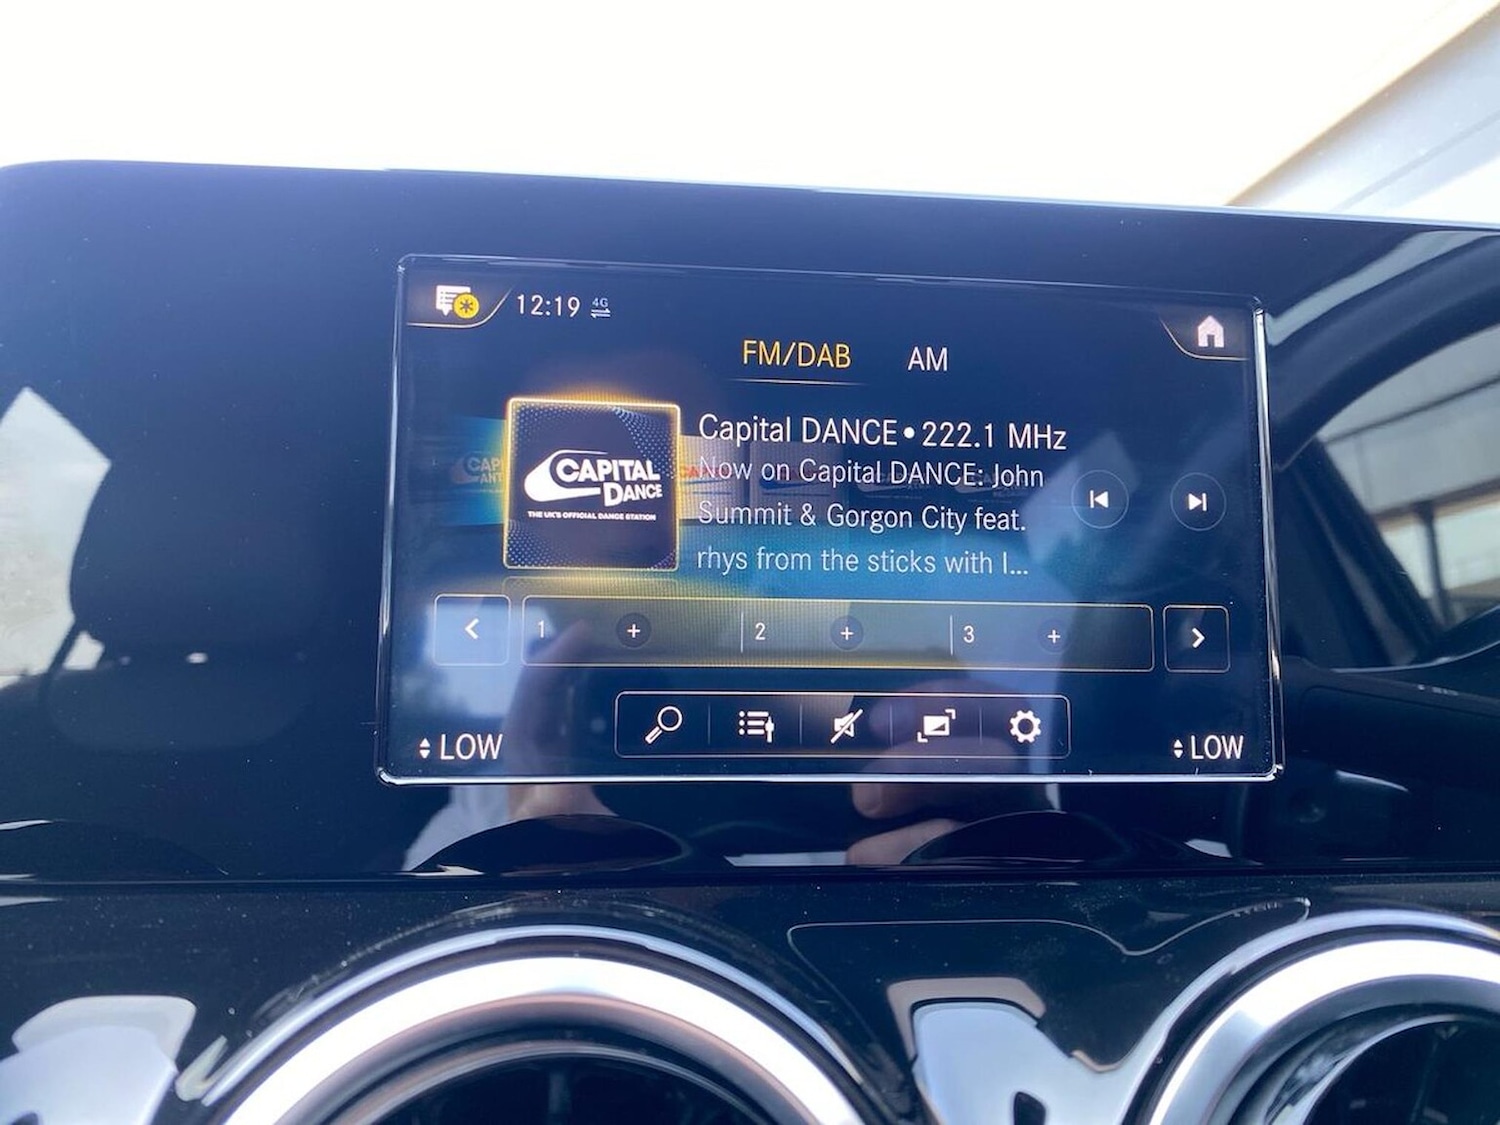 12:19 4G
FM/DAB AM
CAPITAL
DANCE
THE UK'S OFFICIAL DANCE STATION
Capital DANCE • 222.1 MHz
Now on Capital DANCE: John
Summit & Gorgon City feat.
rhys from the sticks with I...
1 + 2 + 3 +
LOW LOW